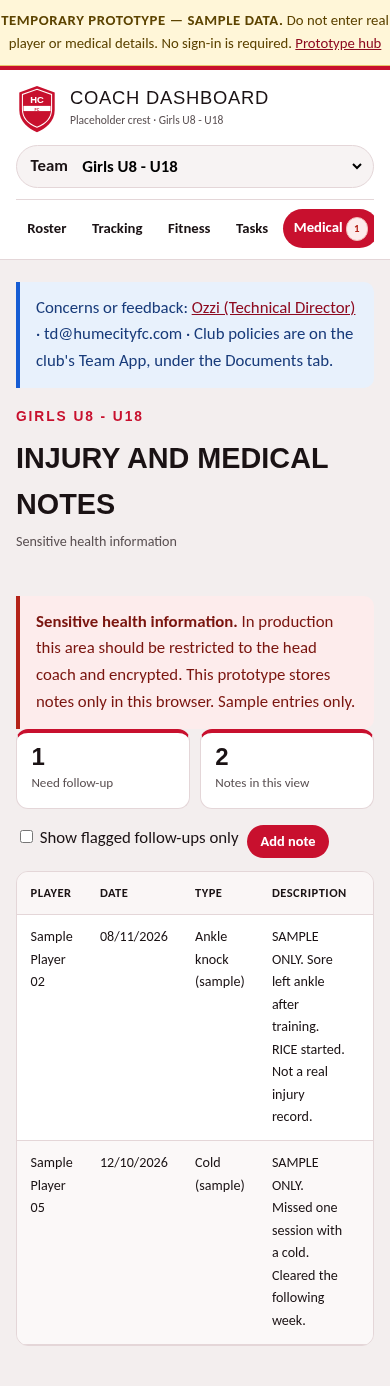 TEMPORARY PROTOTYPE — SAMPLE DATA. Do not enter real
player or medical details. No sign-in is required. Prototype hub
HC
FC
COACH DASHBOARD
Placeholder crest · Girls U8 - U18
Team Girls U8 - U18
Roster Tracking Fitness Tasks Medical 1
Concerns or feedback: Ozzi (Technical Director)
· td@humecityfc.com · Club policies are on the
club's Team App, under the Documents tab.
GIRLS U8 - U18
INJURY AND MEDICAL
NOTES
Sensitive health information
Sensitive health information. In production
this area should be restricted to the head
coach and encrypted. This prototype stores
notes only in this browser. Sample entries only.
1
Need follow-up
2
Notes in this view
Show flagged follow-ups only Add note
PLAYER DATE TYPE DESCRIPTION
Sample 08/11/2026 Ankle SAMPLE
Player knock ONLY. Sore
02 (sample) left ankle
after
training.
RICE started.
Not a real
injury
record.
Sample 12/10/2026 Cold SAMPLE
Player (sample) ONLY.
05 Missed one
session with
a cold.
Cleared the
following
week.